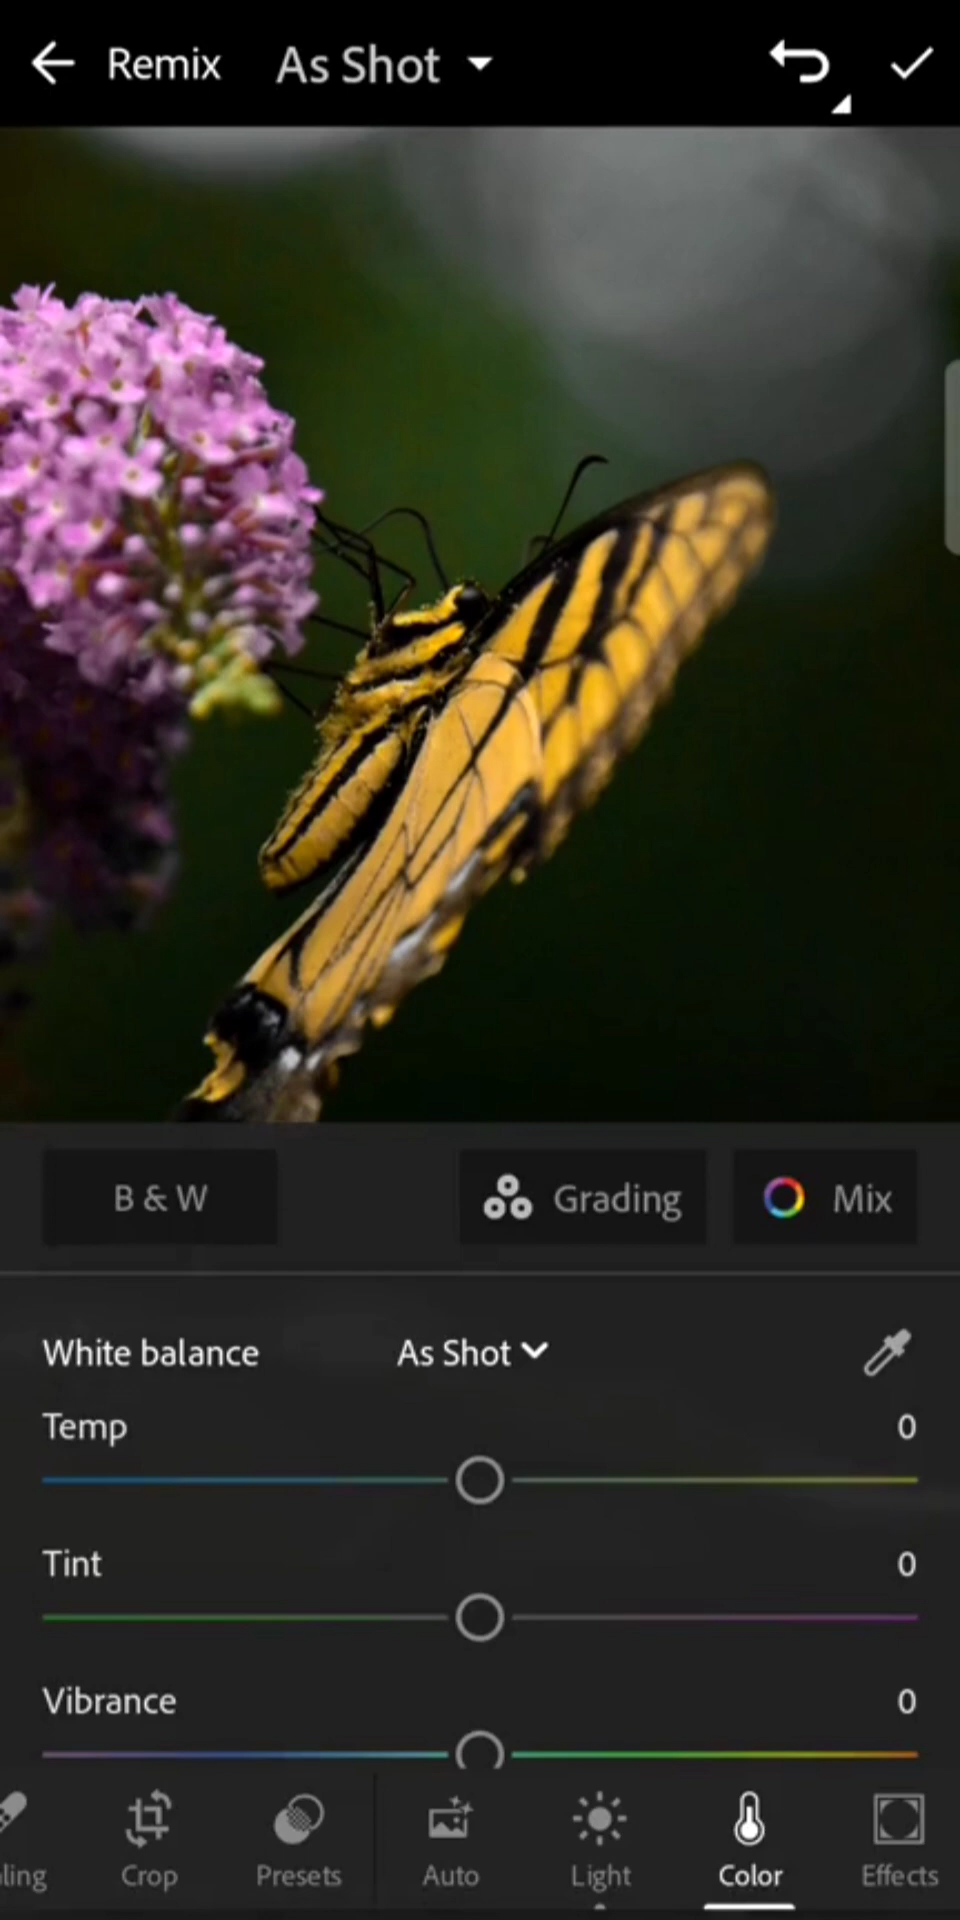 Remix As Shot
B & W Grading Mix
White balance As Shot
Temp 0
Tint 0
Vibrance 0
ling Crop Presets Auto Light Color Effects